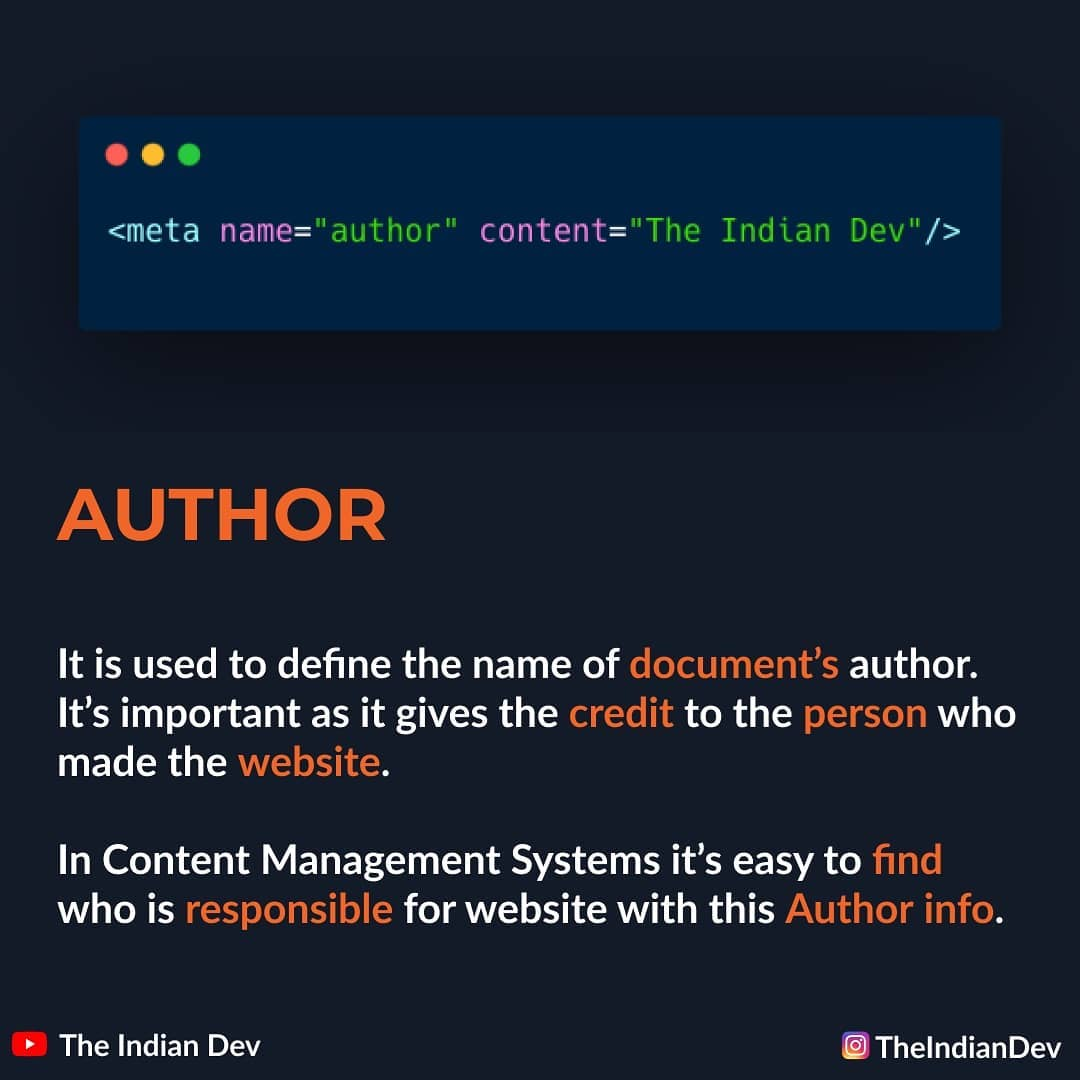 <meta name="author" content="The Indian Dev"/>
AUTHOR
It is used to define the name of document’s author.
It’s important as it gives the credit to the person who
made the website.
In Content Management Systems it’s easy to find
who is responsible for website with this Author info.
The Indian Dev
TheIndianDev